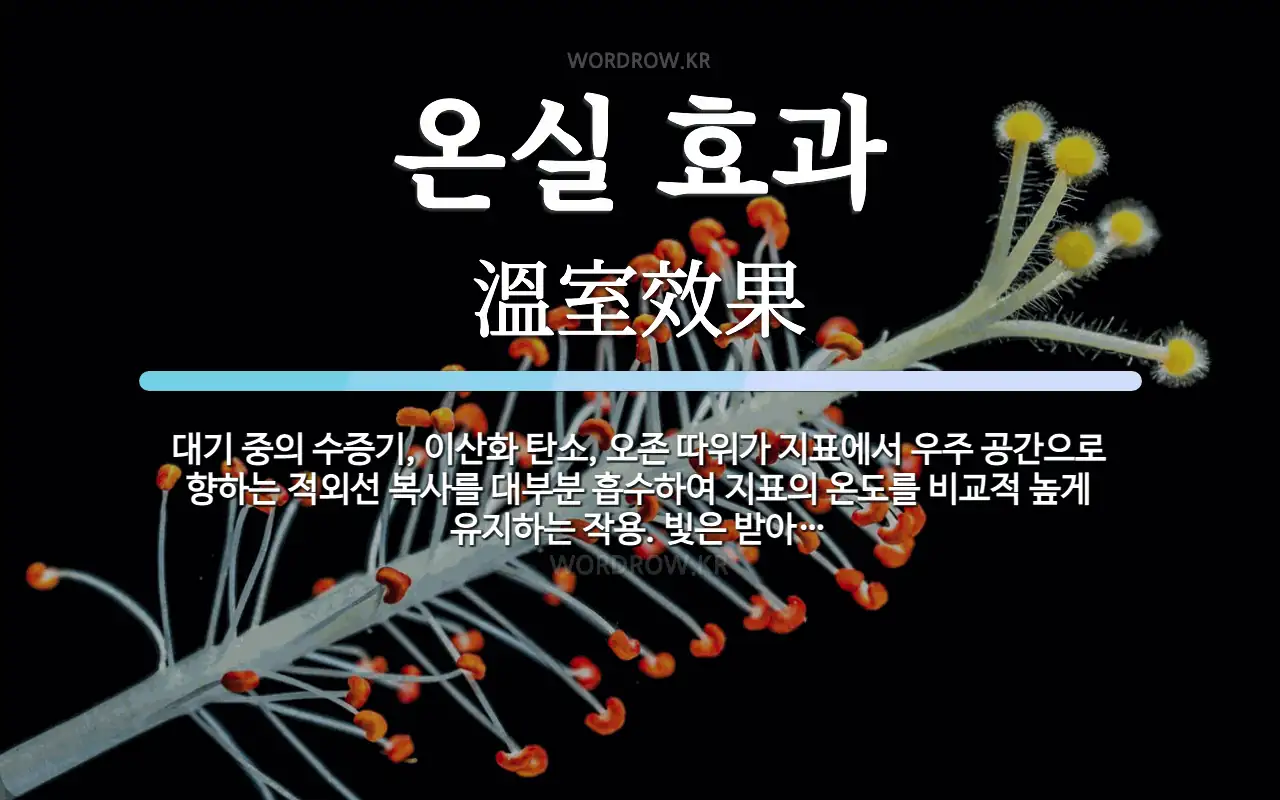 WORDROW.KR
온실 효과
溫室效果
대기 중의 수증기, 이산화 탄소, 오존 따위가 지표에서 우주 공간으로
향하는 적외선 복사를 대부분 흡수하여 지표의 온도를 비교적 높게
유지하는 작용. 빛은 받아…
WORDROW.KR